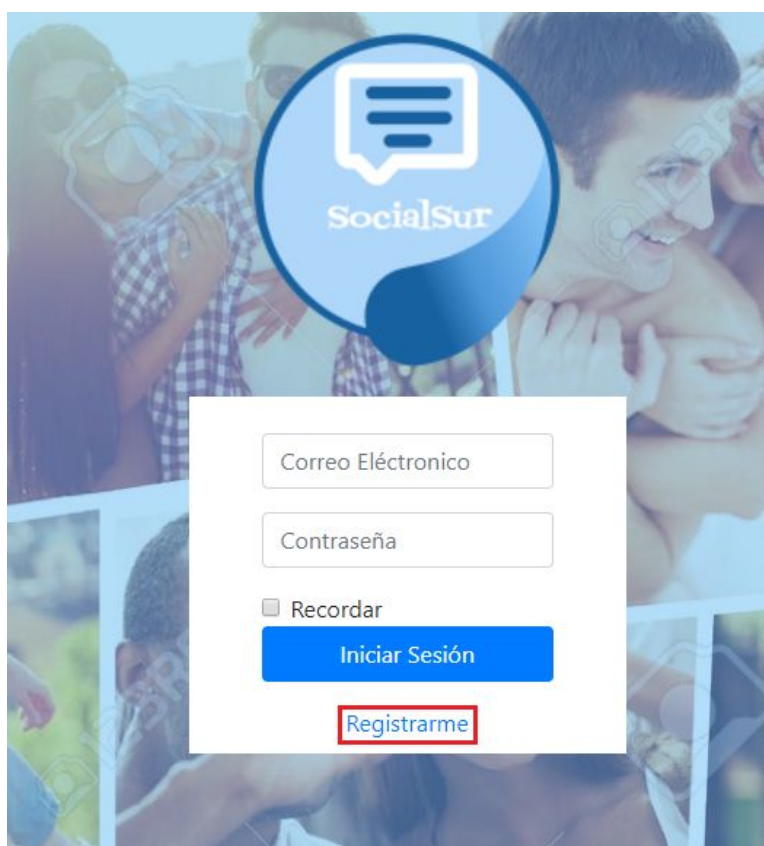 SocialSur
Correo Eléctronico
Contraseña
Recordar
Iniciar Sesión
Registrarme